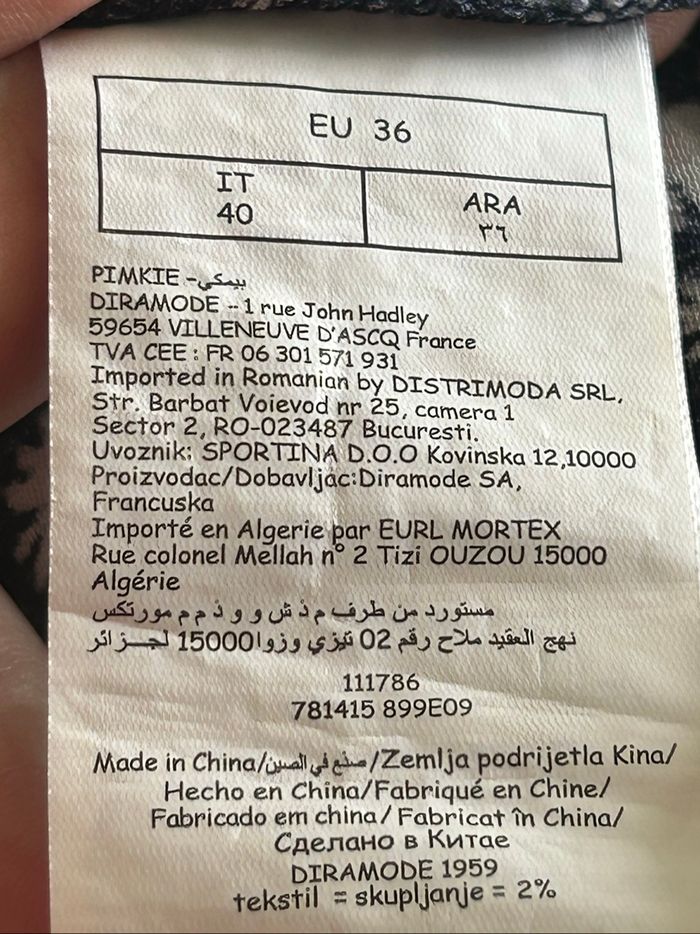 EU 36
IT
40
ARA
٣٦
PIMKIE - بيمكي
DIRAMODE -- 1 rue John Hadley
59654 VILLENEUVE D'ASCQ France
TVA CEE : FR 06 301 571 931
Imported in Romanian by DISTRIMODA SRL.
Str. Barbat Voievod nr 25, camera 1
Sector 2, RO-023487 Bucuresti.
Uvoznik: SPORTINA D.O.O Kovinska 12,10000
Proizvodac/Dobavljac:Diramode SA,
Francuska
Importé en Algerie par EURL MORTEX
Rue colonel Mellah n° 2 Tizi OUZOU 15000
Algérie
مستورد من طرف م ذ ش و و ذ م م مورتكس
نهج العقيد ملاح رقم 02 تيزي وزو 15000 لجزائر
111786
781415 899E09
Made in China/صنع في الصين/Zemlja podrijetla Kina/
Hecho en China/Fabriqué en Chine/
Fabricado em china/Fabricat în China/
Сделано в Китае
DIRAMODE 1959
tekstil = skupljanje = 2%